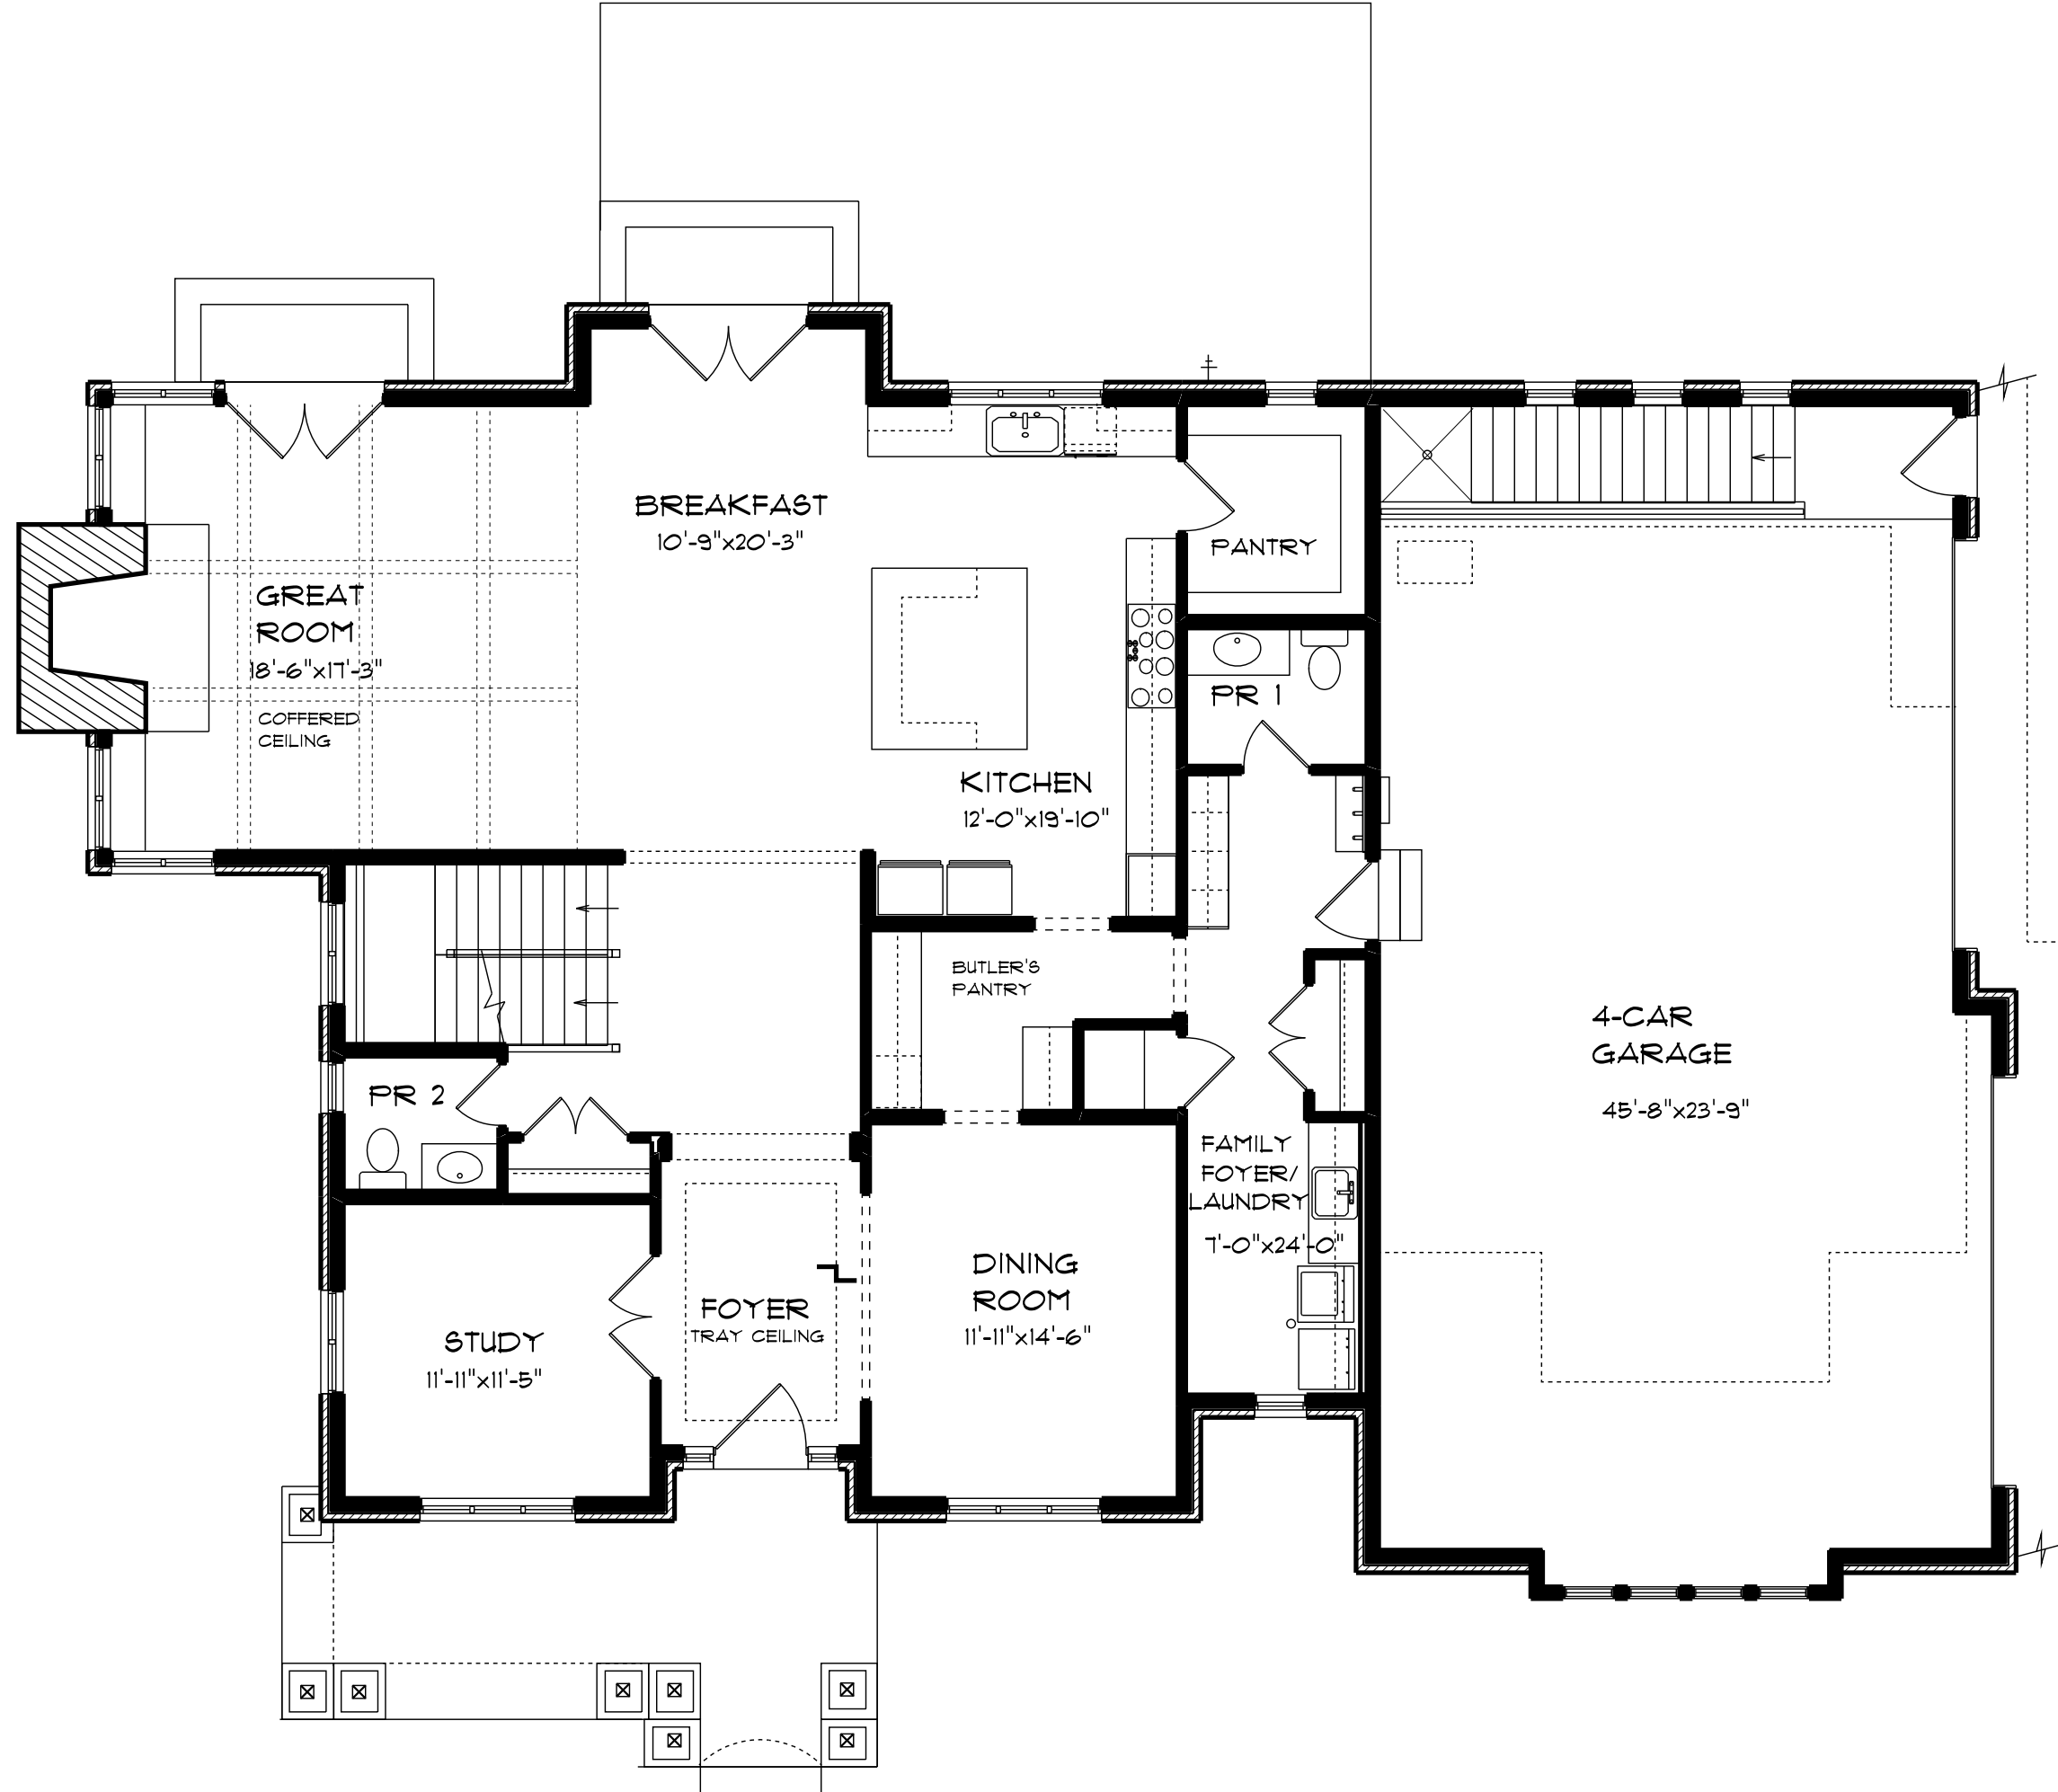 BREAKFAST
10'-9"x20'-3"
PANTRY
GREAT
ROOM
18'-6"x17'-3"
COFFERED
CEILING
PR 1
KITCHEN
12'-0"x19'-10"
BUTLER'S
PANTRY
4-CAR
GARAGE
45'-8"x23'-9"
PR 2
FAMILY
FOYER/
LAUNDRY
7'-0"x24'-0"
DINING
ROOM
11'-11"x14'-6"
FOYER
TRAY CEILING
STUDY
11'-11"x11'-5"